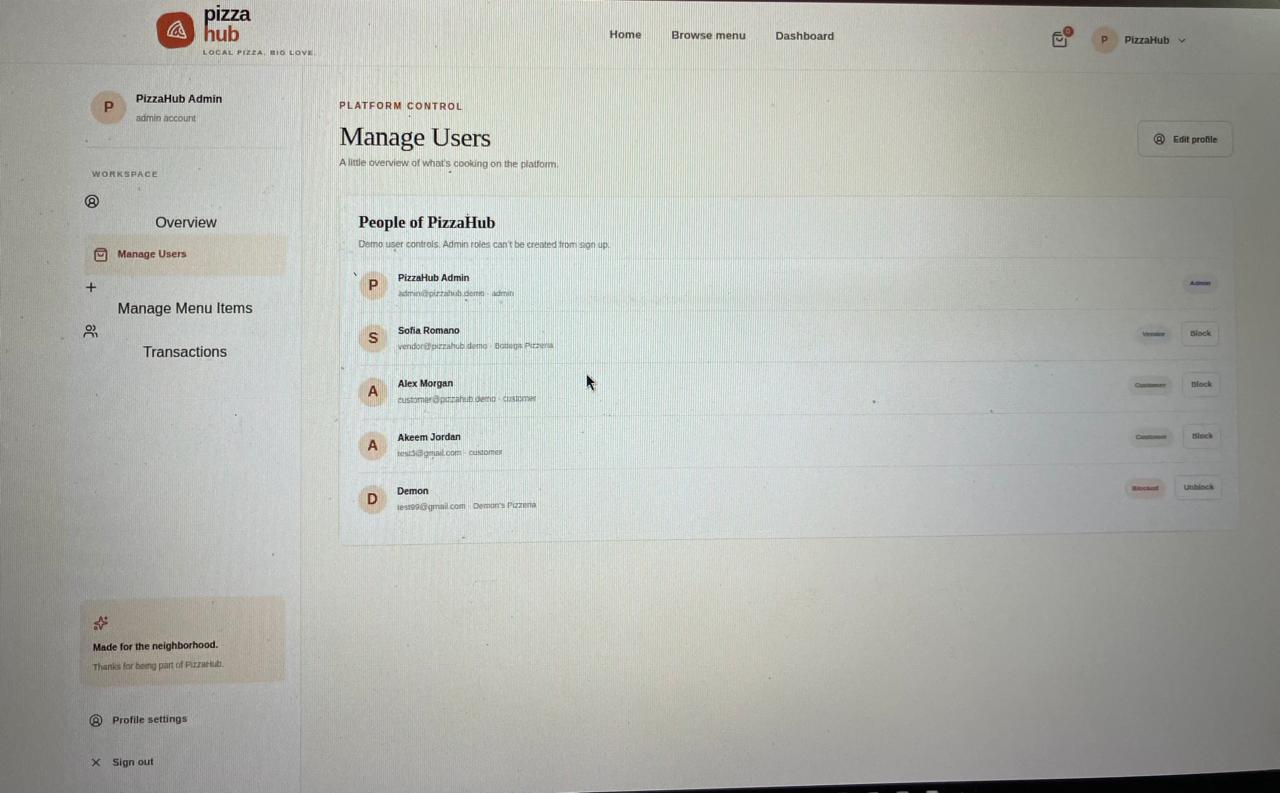 pizza
hub
LOCAL PIZZA. BIG LOVE.
Home
Browse menu
Dashboard
0
P
PizzaHub
P
PizzaHub Admin
admin account
WORKSPACE
Overview
Manage Users
Manage Menu Items
Transactions
Made for the neighborhood.
Thanks for being part of PizzaHub.
Profile settings
Sign out
PLATFORM CONTROL
Manage Users
A little overview of what's cooking on the platform.
Edit profile
People of PizzaHub
Demo user controls. Admin roles can't be created from sign up.
P
PizzaHub Admin
admin@pizzahub.demo · admin
Admin
S
Sofia Romano
vendor@pizzahub.demo · Bottega Pizzeria
Vendor
Block
A
Alex Morgan
customer@pizzahub.demo · customer
Customer
Block
A
Akeem Jordan
test3@gmail.com · customer
Customer
Block
D
Demon
test99@gmail.com · Demon's Pizzeria
Blocked
Unblock